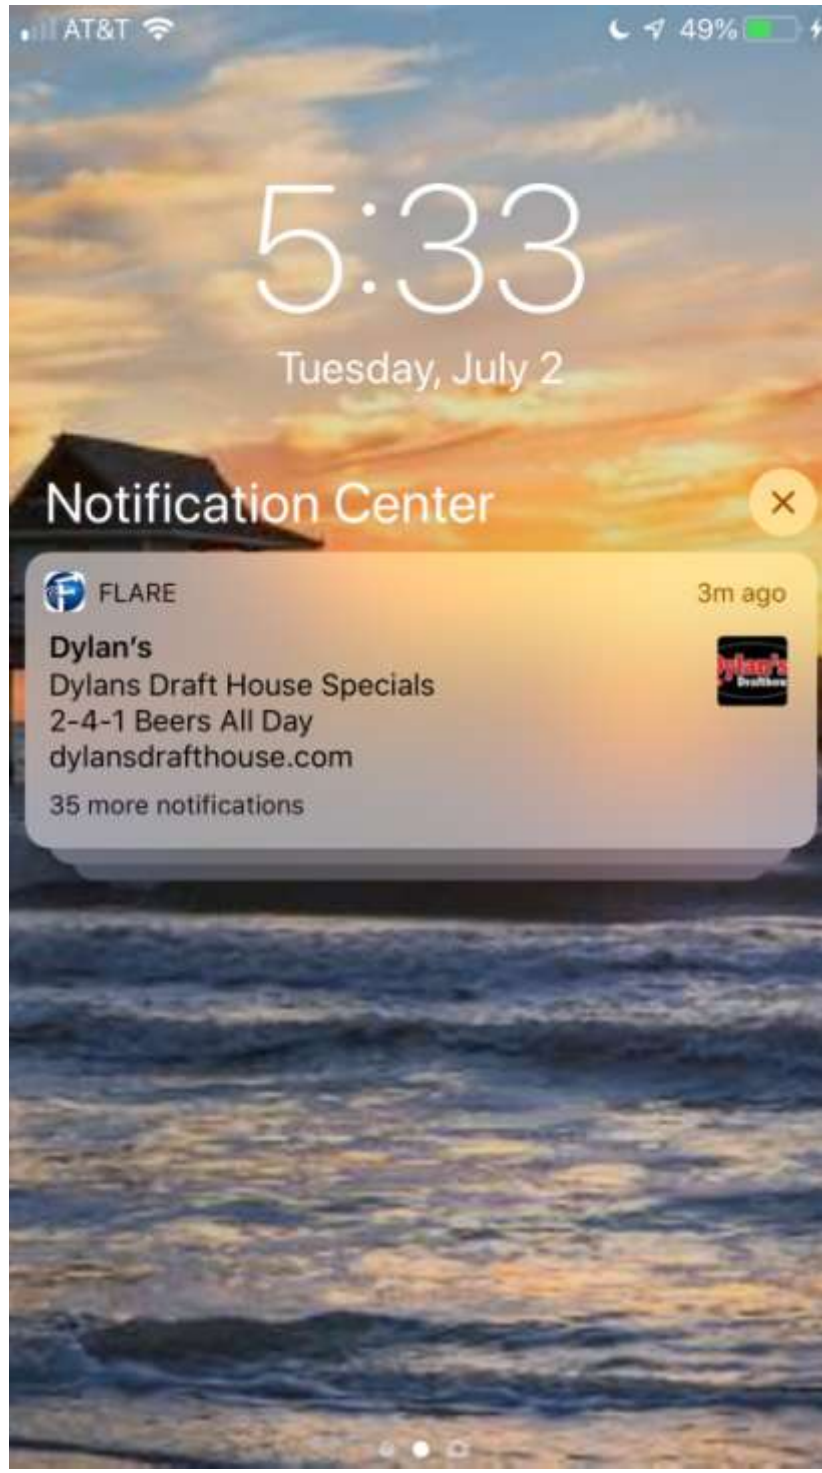 AT&T 49%
5:33
Tuesday, July 2
Notification Center
FLARE 3m ago
Dylan's
Dylans Draft House Specials
2-4-1 Beers All Day
dylansdrafthouse.com
35 more notifications